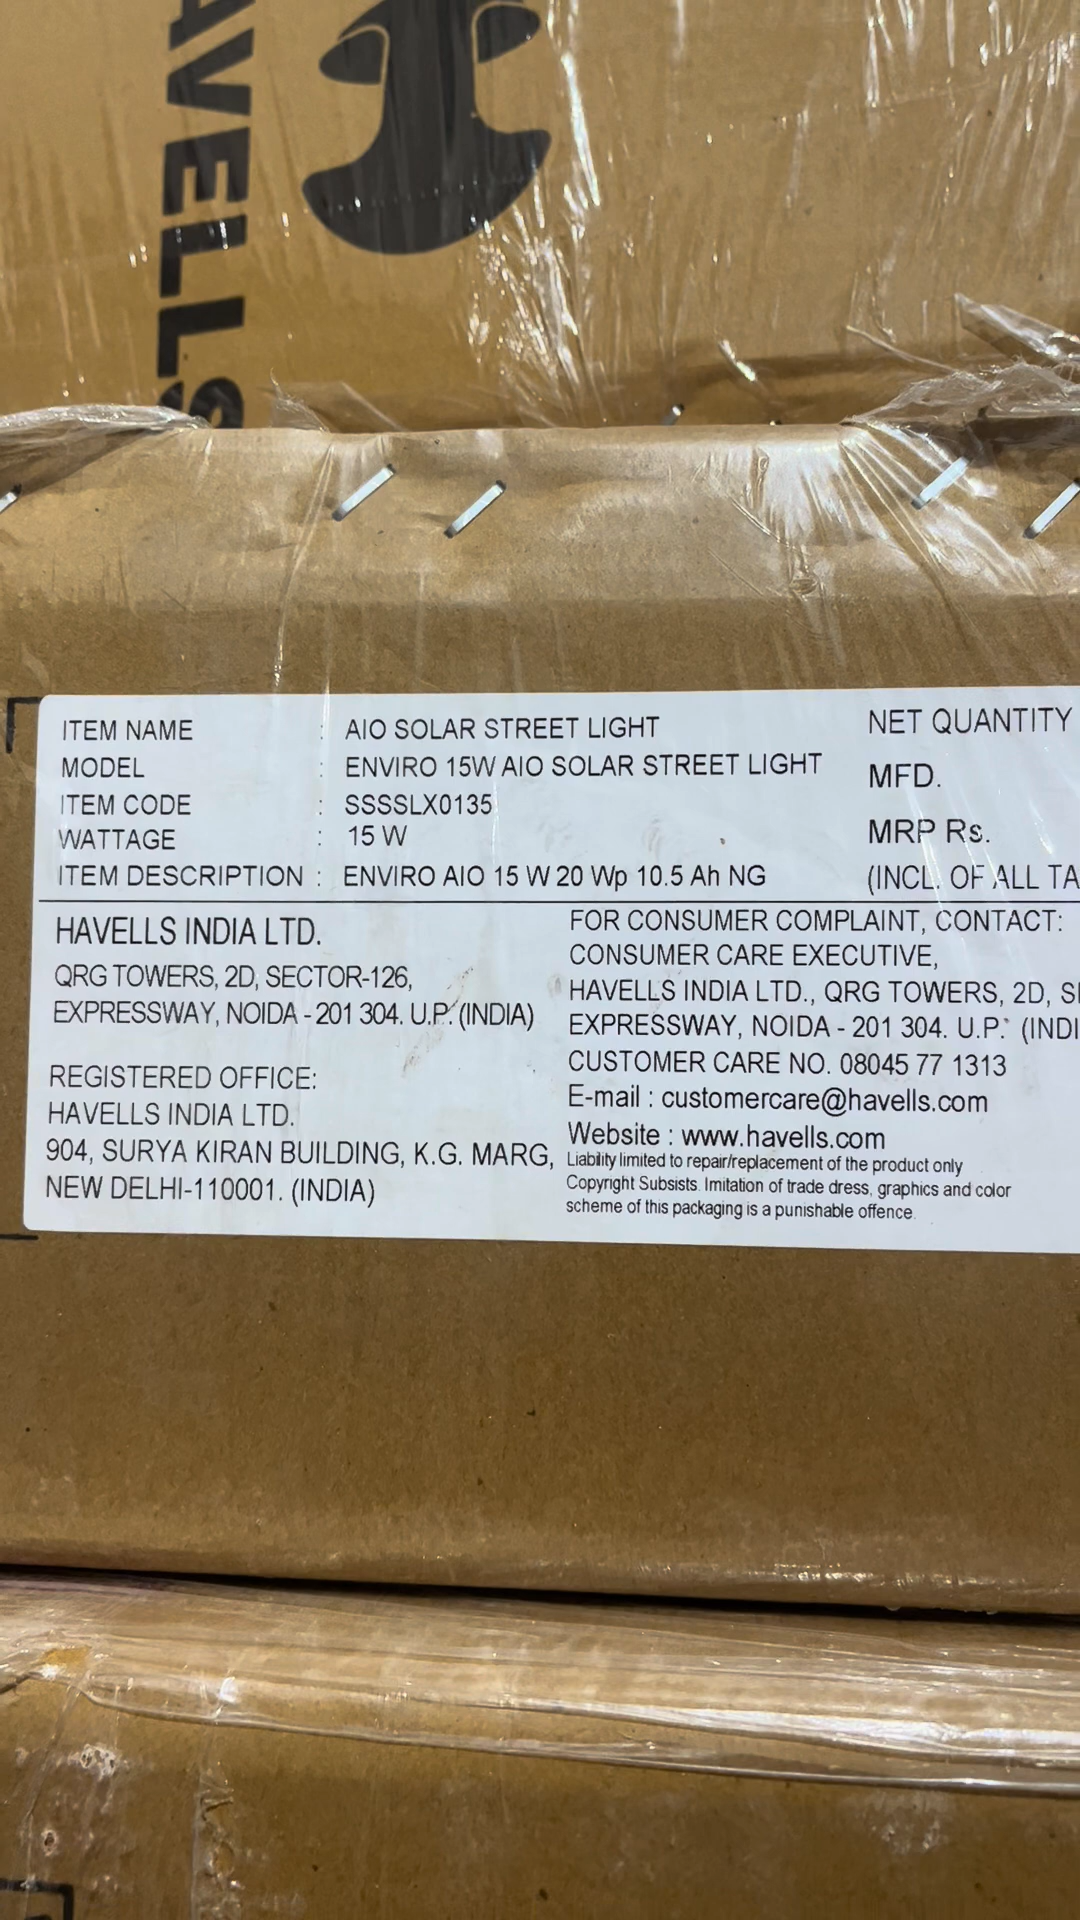 AVELLS
ITEM NAME : AIO SOLAR STREET LIGHT
MODEL : ENVIRO 15W AIO SOLAR STREET LIGHT
ITEM CODE : SSSSLX0135
WATTAGE : 15 W
ITEM DESCRIPTION : ENVIRO AIO 15 W 20 Wp 10.5 Ah NG
NET QUANTITY
MFD.
MRP Rs.
(INCL. OF ALL TA
HAVELLS INDIA LTD.
QRG TOWERS, 2D, SECTOR-126,
EXPRESSWAY, NOIDA - 201 304. U.P. (INDIA)
REGISTERED OFFICE:
HAVELLS INDIA LTD.
904, SURYA KIRAN BUILDING, K.G. MARG,
NEW DELHI-110001. (INDIA)
FOR CONSUMER COMPLAINT, CONTACT:
CONSUMER CARE EXECUTIVE,
HAVELLS INDIA LTD., QRG TOWERS, 2D, S
EXPRESSWAY, NOIDA - 201 304. U.P. (INDI
CUSTOMER CARE NO. 08045 77 1313
E-mail : customercare@havells.com
Website : www.havells.com
Liability limited to repair/replacement of the product only
Copyright Subsists. Imitation of trade dress, graphics and color
scheme of this packaging is a punishable offence.